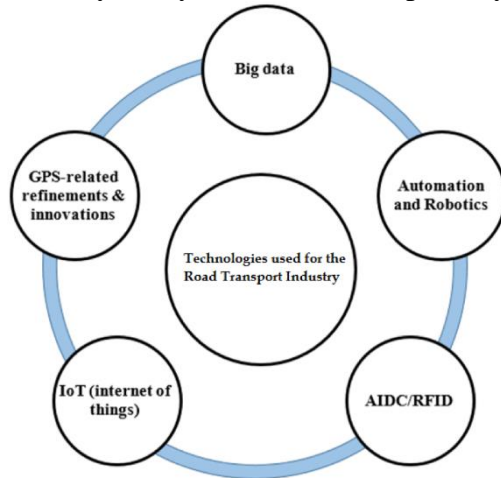 Big data
GPS-related
refinements &
innovations
Automation
and Robotics
Technologies used for the
Road Transport Industry
IoT (internet of
things)
AIDC/RFID